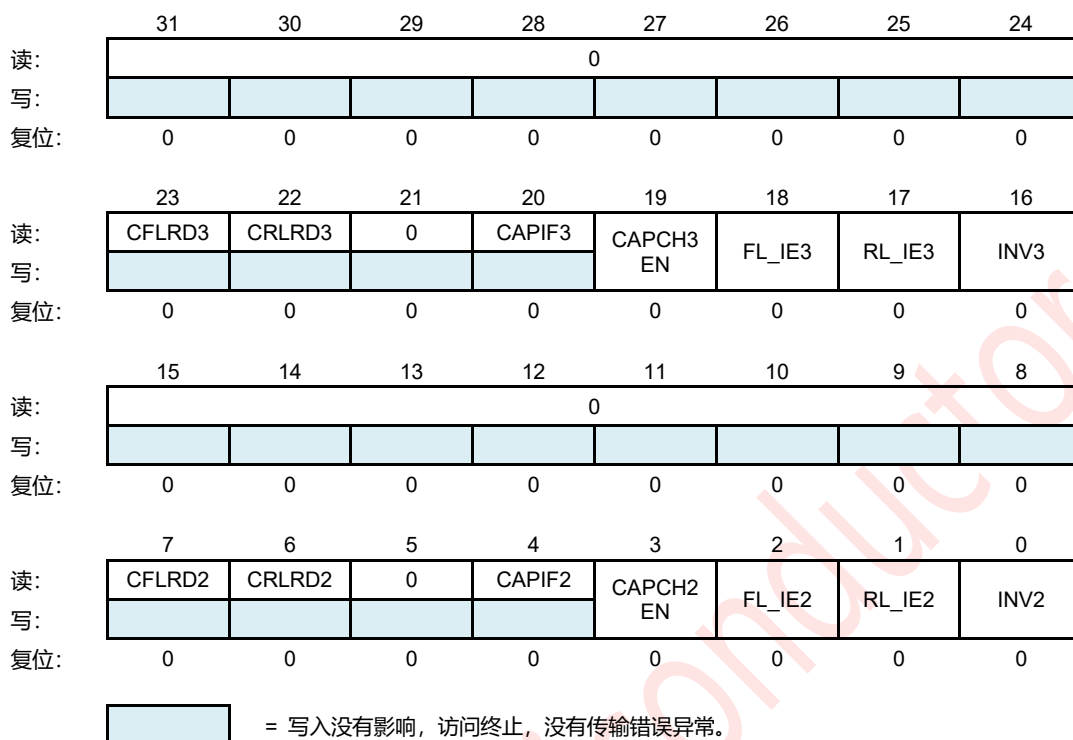 31 30 29 28 27 26 25 24
读: 0
写:
复位: 0 0 0 0 0 0 0 0
23 22 21 20 19 18 17 16
读: CFLRD3 CRLRD3 0 CAPIF3 CAPCH3 EN FL_IE3 RL_IE3 INV3
写:
复位: 0 0 0 0 0 0 0 0
15 14 13 12 11 10 9 8
读: 0
写:
复位: 0 0 0 0 0 0 0 0
7 6 5 4 3 2 1 0
读: CFLRD2 CRLRD2 0 CAPIF2 CAPCH2 EN FL_IE2 RL_IE2 INV2
写:
复位: 0 0 0 0 0 0 0 0
= 写入没有影响，访问终止，没有传输错误异常。